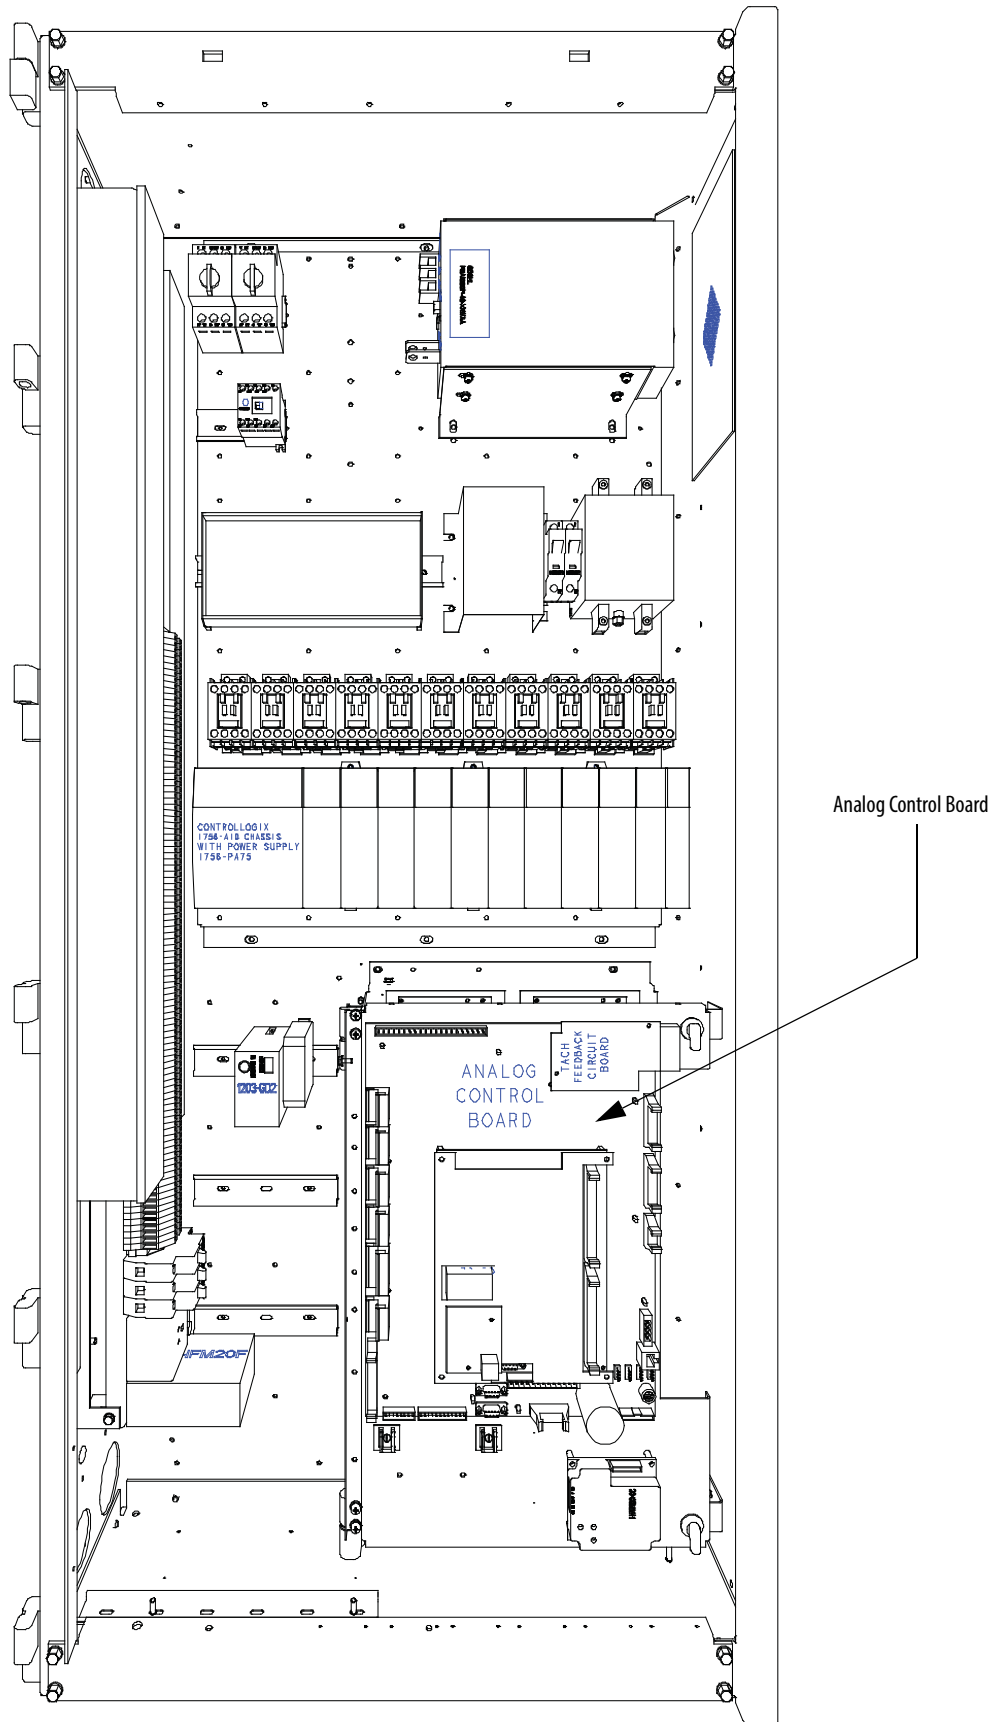 CONTROLLOGIX
1756-A10 CHASSIS
WITH POWER SUPPLY
1756-PA75
Analog Control Board
TACH
FEEDBACK
CIRCUIT
BOARD
ANALOG
CONTROL
BOARD
1203-GD2
HFM20F